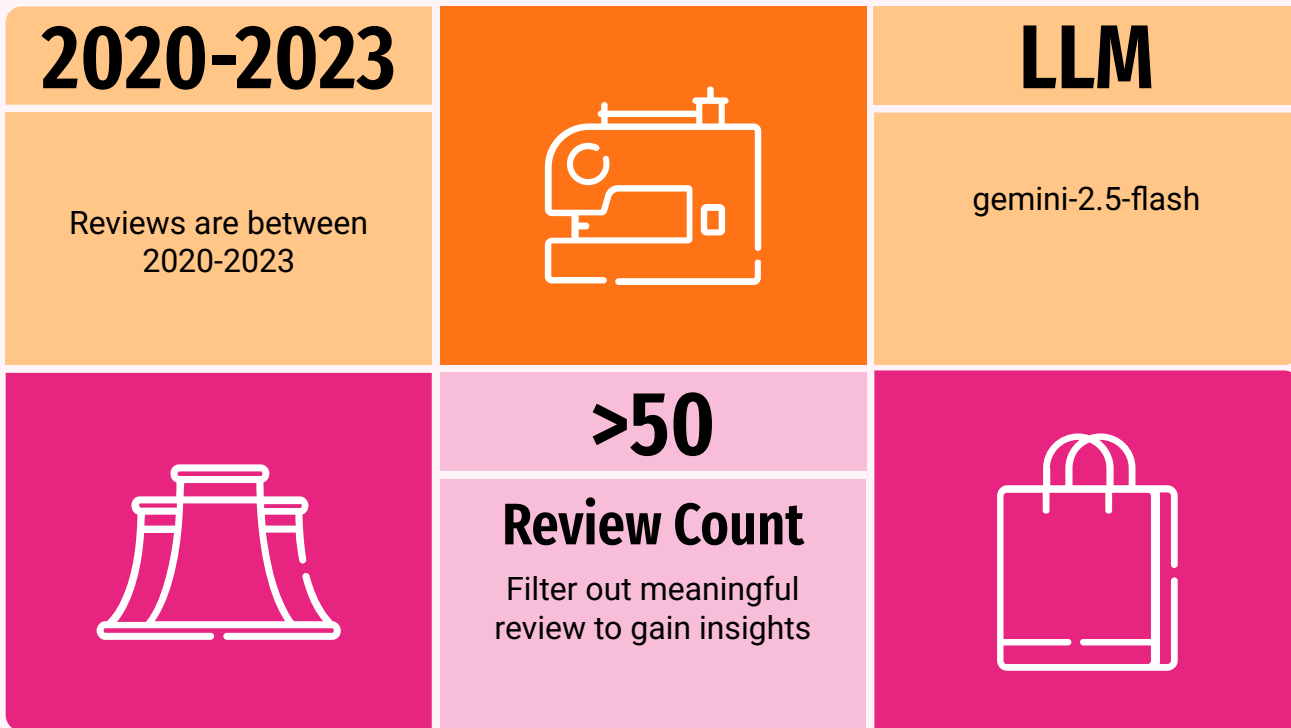 2020-2023
Reviews are between
2020-2023
LLM
gemini-2.5-flash
>50
Review Count
Filter out meaningful
review to gain insights